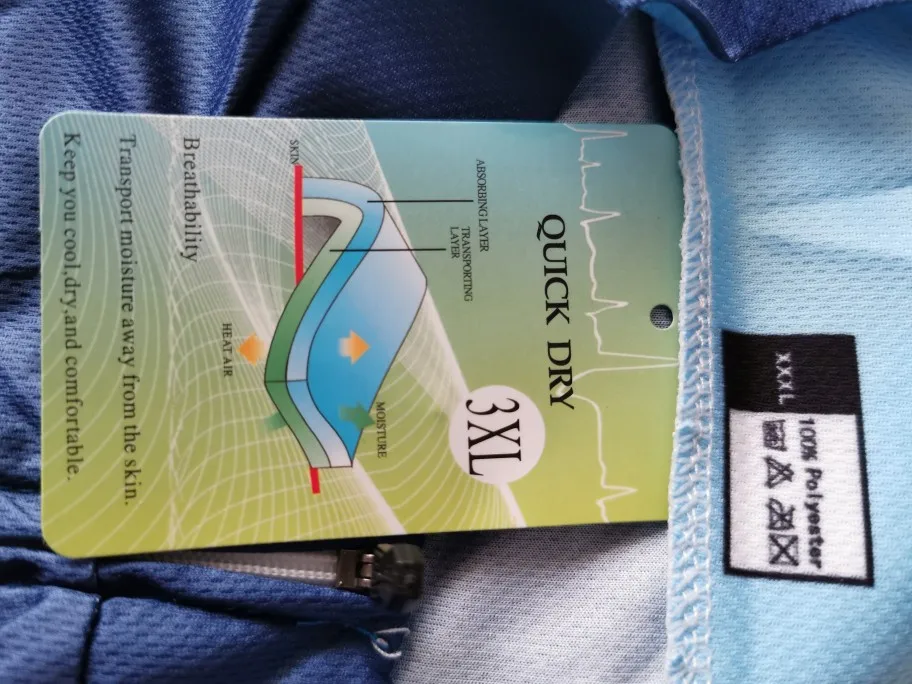 QUICK DRY
3XL
ABSORBING LAYER
TRANSPORTING
LAYER
MOISTURE
SKIN
HEAT AIR
Breathability
Transport moisture away from the skin.
Keep you cool,dry,and comfortable.
XXXL
100% Polyester